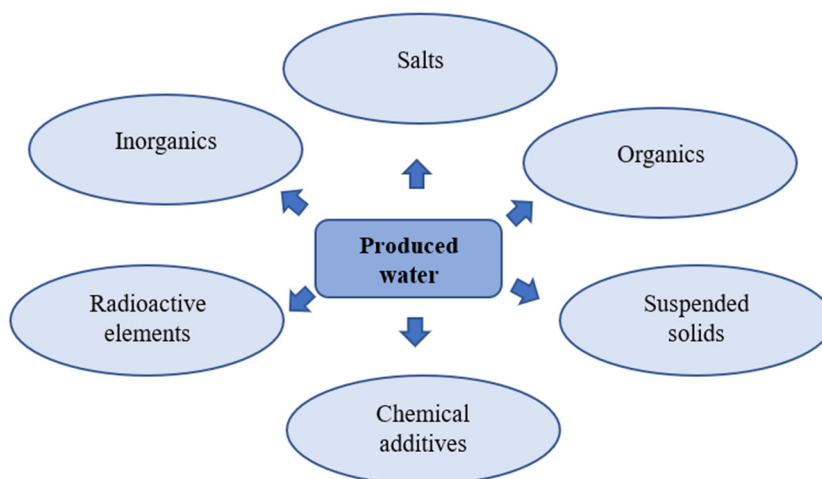 Salts
Inorganics
Organics
Produced
water
Radioactive
elements
Suspended
solids
Chemical
additives